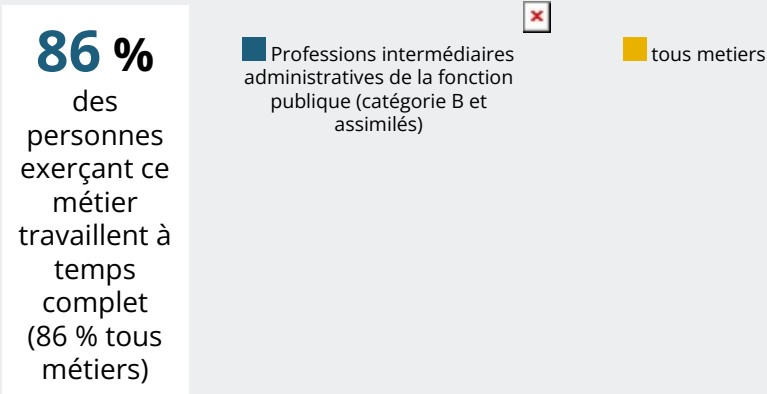 86 %
des
personnes
exerçant ce
métier
travaillent à
temps
complet
(86 % tous
métiers)
Professions intermédiaires
administratives de la fonction
publique (catégorie B et
assimilés)
tous metiers